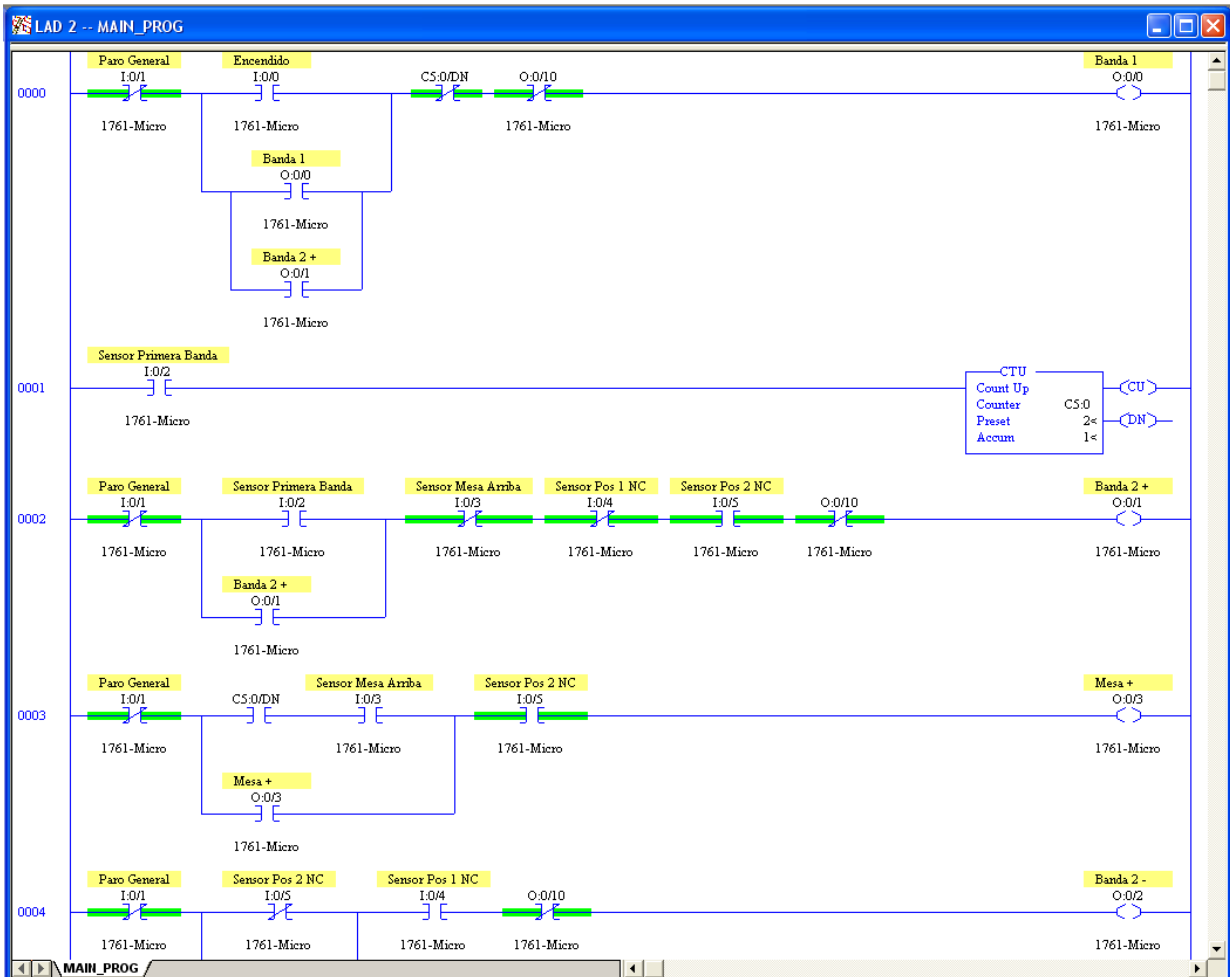 LAD 2 -- MAIN_PROG
Paro General Encendido Banda 1
I:0/1 I:0/0 C5:0/DN O:0/10 O:0/0
0000
1761-Micro 1761-Micro 1761-Micro 1761-Micro
Banda 1
O:0/0
1761-Micro
Banda 2 +
O:0/1
1761-Micro
Sensor Primera Banda
I:0/2
0001
1761-Micro
CTU
Count Up
Counter C5:0
Preset 2<
Accum 1<
CU
DN
Paro General Sensor Primera Banda Sensor Mesa Arriba Sensor Pos 1 NC Sensor Pos 2 NC Banda 2 +
I:0/1 I:0/2 I:0/3 I:0/4 I:0/5 O:0/10 O:0/1
0002
1761-Micro 1761-Micro 1761-Micro 1761-Micro 1761-Micro 1761-Micro 1761-Micro
Banda 2 +
O:0/1
1761-Micro
Paro General Sensor Mesa Arriba Sensor Pos 2 NC Mesa +
I:0/1 C5:0/DN I:0/3 I:0/5 O:0/3
0003
1761-Micro 1761-Micro 1761-Micro 1761-Micro
Mesa +
O:0/3
1761-Micro
Paro General Sensor Pos 2 NC Sensor Pos 1 NC Banda 2 -
I:0/1 I:0/5 I:0/4 O:0/10 O:0/2
0004
1761-Micro 1761-Micro 1761-Micro 1761-Micro 1761-Micro
MAIN_PROG